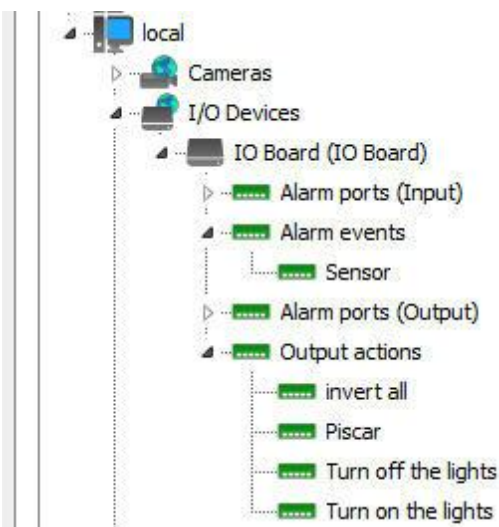 local
Cameras
I/O Devices
IO Board (IO Board)
Alarm ports (Input)
Alarm events
Sensor
Alarm ports (Output)
Output actions
invert all
Piscar
Turn off the lights
Turn on the lights